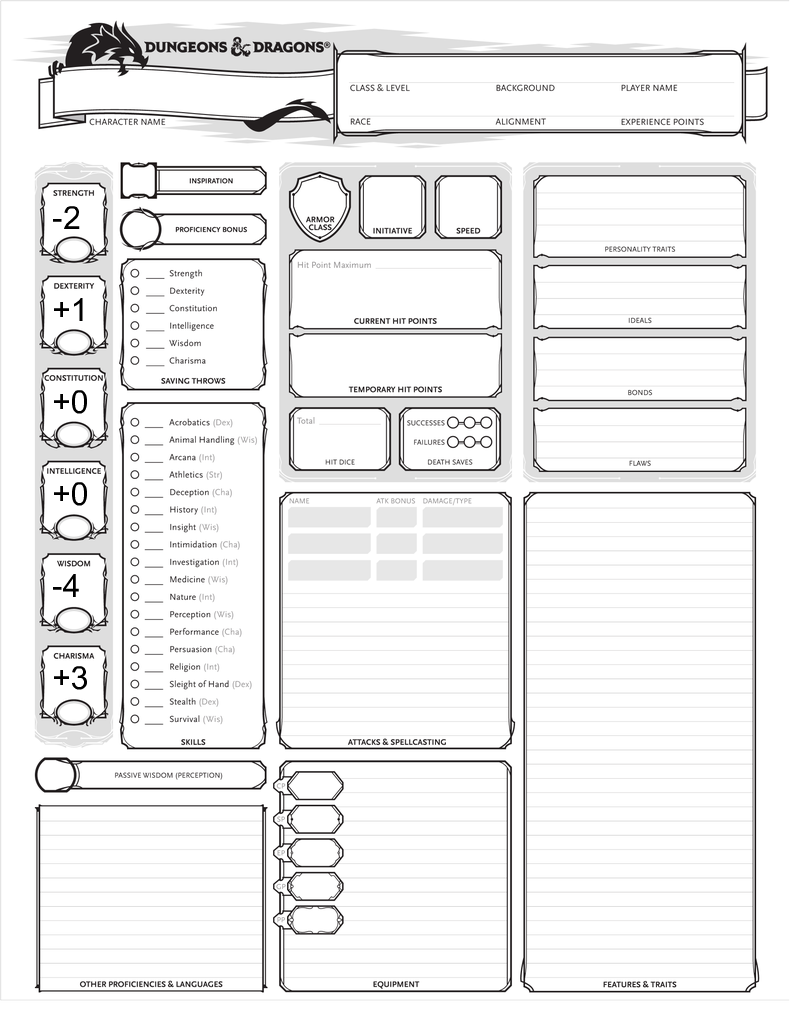 DUNGEONS & DRAGONS®
CHARACTER NAME
CLASS & LEVEL
BACKGROUND
PLAYER NAME
RACE
ALIGNMENT
EXPERIENCE POINTS
STRENGTH
-2
DEXTERITY
+1
CONSTITUTION
+0
INTELLIGENCE
+0
WISDOM
-4
CHARISMA
+3
INSPIRATION
PROFICIENCY BONUS
Strength
Dexterity
Constitution
Intelligence
Wisdom
Charisma
SAVING THROWS
Acrobatics (Dex)
Animal Handling (Wis)
Arcana (Int)
Athletics (Str)
Deception (Cha)
History (Int)
Insight (Wis)
Intimidation (Cha)
Investigation (Int)
Medicine (Wis)
Nature (Int)
Perception (Wis)
Performance (Cha)
Persuasion (Cha)
Religion (Int)
Sleight of Hand (Dex)
Stealth (Dex)
Survival (Wis)
SKILLS
PASSIVE WISDOM (PERCEPTION)
OTHER PROFICIENCIES & LANGUAGES
ARMOR
CLASS
INITIATIVE
SPEED
Hit Point Maximum
CURRENT HIT POINTS
TEMPORARY HIT POINTS
Total
HIT DICE
SUCCESSES
FAILURES
DEATH SAVES
NAME
ATK BONUS
DAMAGE/TYPE
ATTACKS & SPELLCASTING
CP
SP
EP
GP
PP
EQUIPMENT
PERSONALITY TRAITS
IDEALS
BONDS
FLAWS
FEATURES & TRAITS